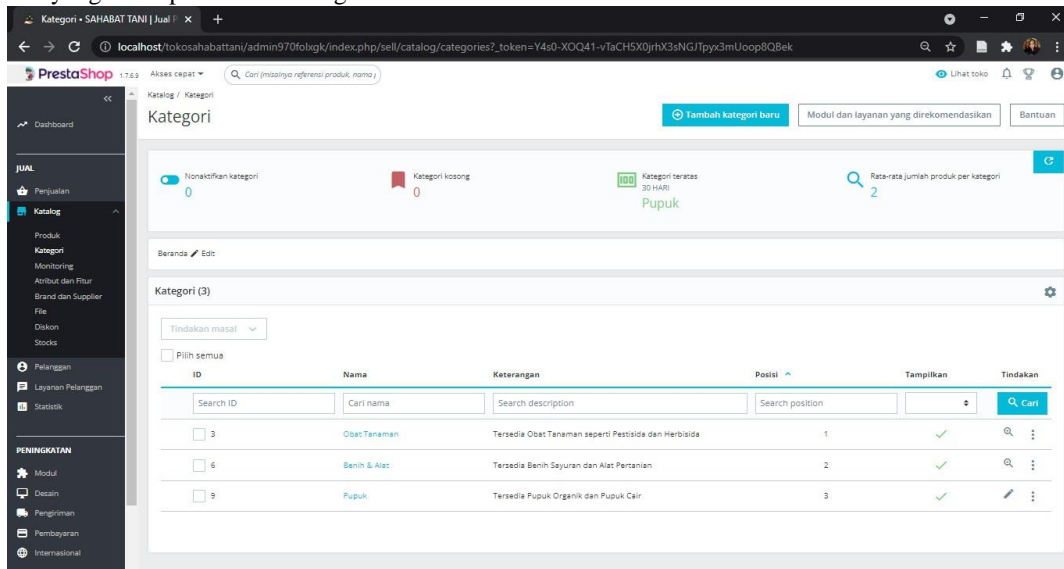 Kategori • SAHABAT TANI | Jual P
localhost/tokosahabattani/admin970folxgk/index.php/sell/catalog/categories?_token=Y4s0-XOQ41-vTaCH5X0jrhX3sNGJTpyx3mUoop8QBek
PrestaShop 1.7.6.9 Akses cepat Cari (misalnya referensi produk, nama p Lihat toko
Katalog / Kategori
Kategori
Tambah kategori baru Modul dan layanan yang direkomendasikan Bantuan
Dashboard
JUAL
Penjualan
Katalog
Produk
Kategori
Monitoring
Atribut dan Fitur
Brand dan Supplier
File
Diskon
Stocks
Pelanggan
Layanan Pelanggan
Statistik
PENINGKATAN
Modul
Desain
Pengiriman
Pembayaran
Internasional
Nonaktifkan kategori
0
Kategori kosong
0
Kategori teratas
30 HARI
Pupuk
Rata-rata jumlah produk per kategori
2
Beranda Edit
Kategori (3)
Tindakan masal
Pilih semua
ID Nama Keterangan Posisi Tampilkan Tindakan
Search ID Cari nama Search description Search position Cari
3 Obat Tanaman Tersedia Obat Tanaman seperti Pestisida dan Herbisida 1
6 Benih & Alat Tersedia Benih Sayuran dan Alat Pertanian 2
9 Pupuk Tersedia Pupuk Organik dan Pupuk Cair 3